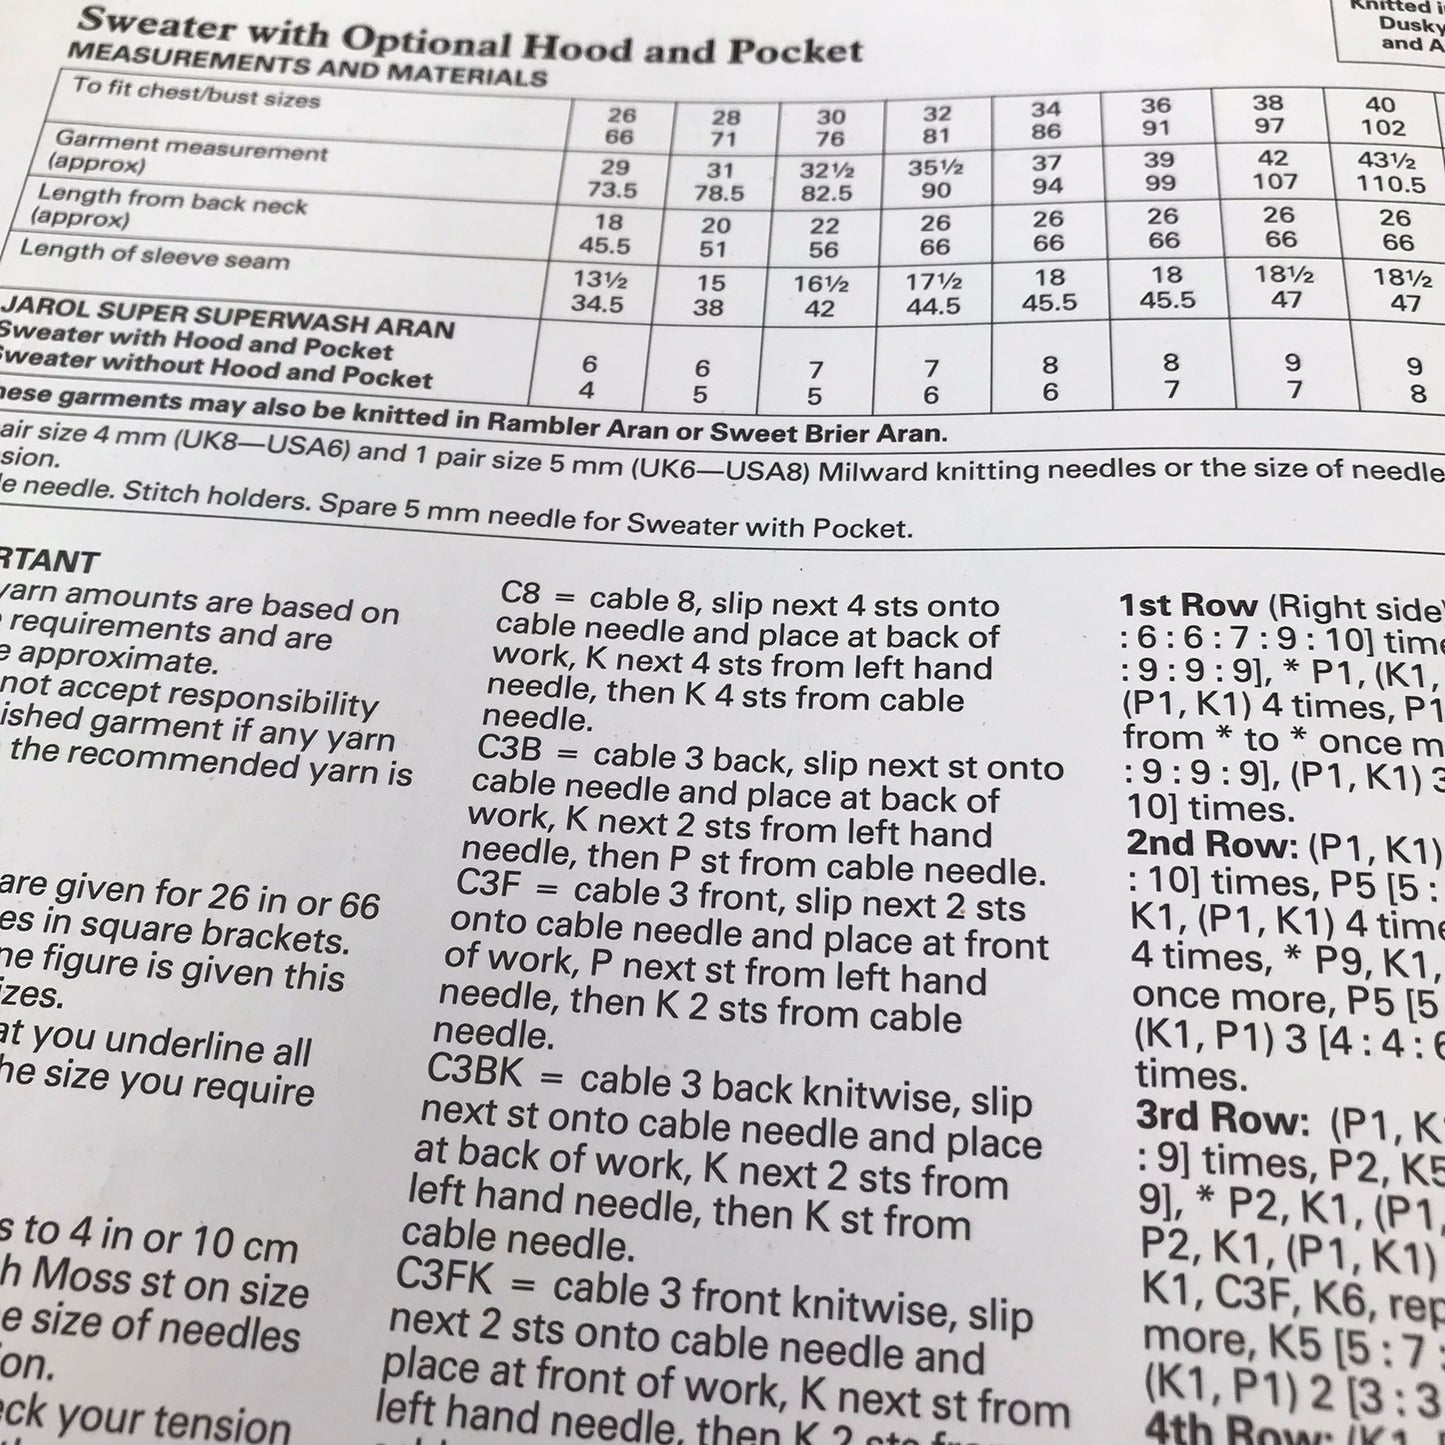 Sweater with Optional Hood and Pocket
MEASUREMENTS AND MATERIALS
Knitted i
Dusky
and A
To fit chest/bust sizes 26 28 30 32 34 36 38 40
66 71 76 81 86 91 97 102
Garment measurement 29 31 32½ 35½ 37 39 42 43½
(approx) 73.5 78.5 82.5 90 94 99 107 110.5
Length from back neck 18 20 22 26 26 26 26 26
(approx) 45.5 51 56 66 66 66 66 66
Length of sleeve seam 13½ 15 16½ 17½ 18 18 18½ 18½
34.5 38 42 44.5 45.5 45.5 47 47
JAROL SUPER SUPERWASH ARAN
Sweater with Hood and Pocket 6 6 7 7 8 8 9 9
Sweater without Hood and Pocket 4 5 5 6 6 7 7 8
hese garments may also be knitted in Rambler Aran or Sweet Brier Aran.
air size 4 mm (UK8—USA6) and 1 pair size 5 mm (UK6—USA8) Milward knitting needles or the size of needle
sion.
le needle. Stitch holders. Spare 5 mm needle for Sweater with Pocket.
RTANT
yarn amounts are based on
requirements and are
e approximate.
not accept responsibility
ished garment if any yarn
the recommended yarn is
are given for 26 in or 66
es in square brackets.
ne figure is given this
izes.
at you underline all
he size you require
s to 4 in or 10 cm
h Moss st on size
e size of needles
ion.
eck your tension
C8 = cable 8, slip next 4 sts onto
cable needle and place at back of
work, K next 4 sts from left hand
needle, then K 4 sts from cable
needle.
C3B = cable 3 back, slip next st onto
cable needle and place at back of
work, K next 2 sts from left hand
needle, then P st from cable needle.
C3F = cable 3 front, slip next 2 sts
onto cable needle and place at front
of work, P next st from left hand
needle, then K 2 sts from cable
needle.
C3BK = cable 3 back knitwise, slip
next st onto cable needle and place
at back of work, K next 2 sts from
left hand needle, then K st from
cable needle.
C3FK = cable 3 front knitwise, slip
next 2 sts onto cable needle and
place at front of work, K next st from
left hand needle, then K 2 sts from
1st Row (Right side)
: 6 : 6 : 7 : 9 : 10] time
: 9 : 9 : 9], * P1, (K1,
(P1, K1) 4 times, P1
from * to * once m
: 9 : 9 : 9], (P1, K1) 3
10] times.
2nd Row: (P1, K1)
: 10] times, P5 [5 :
K1, (P1, K1) 4 time
4 times, * P9, K1,
once more, P5 [5
(K1, P1) 3 [4 : 4 : 6
times.
3rd Row: (P1, K
: 9] times, P2, K5
9], * P2, K1, (P1,
P2, K1, (P1, K1)
K1, C3F, K6, rep
more, K5 [5 : 7 :
(K1, P1) 2 [3 : 3
4th Row: (K1,